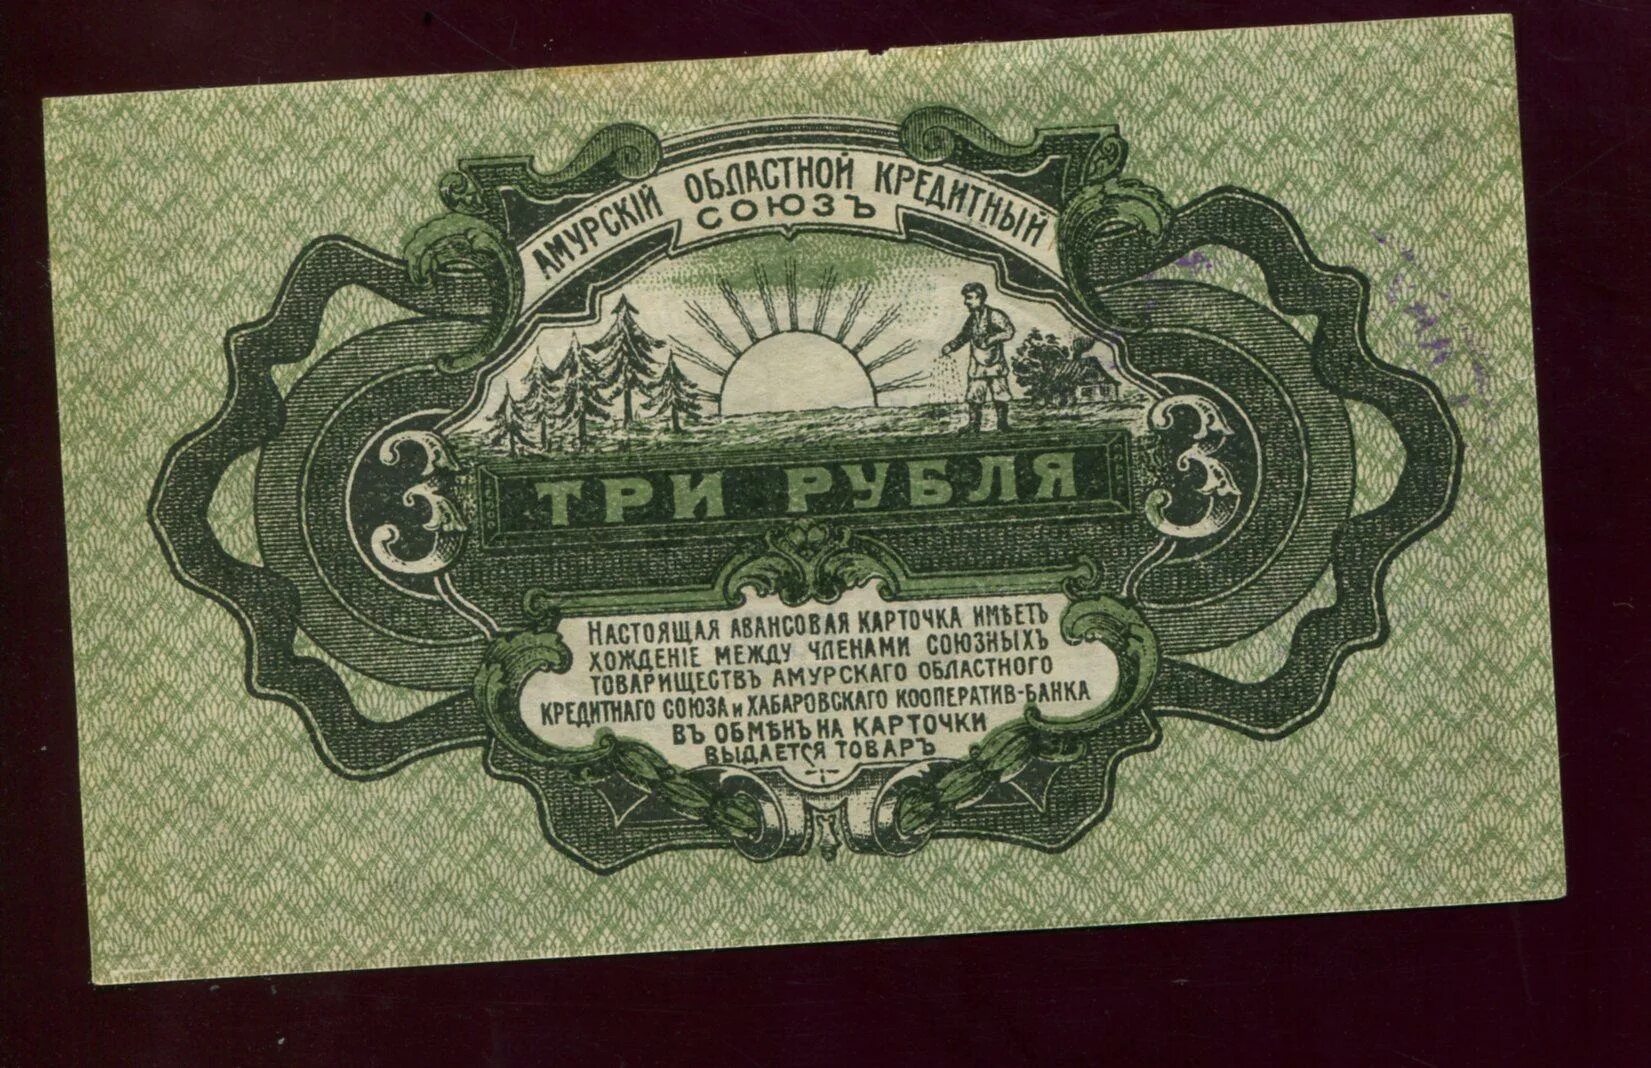 АМУРСКІЙ ОБЛАСТНОЙ КРЕДИТНЫЙ
СОЮЗЪ
3 3
ТРИ РУБЛЯ
НАСТОЯЩАЯ АВАНСОВАЯ КАРТОЧКА ИМѢЕТЪ
ХОЖДЕНІЕ МЕЖДУ ЧЛЕНАМИ СОЮЗНЫХЪ
ТОВАРИЩЕСТВЪ АМУРСКАГО ОБЛАСТНОГО
КРЕДИТНАГО СОЮЗА И ХАБАРОВСКАГО КООПЕРАТИВ-БАНКА
ВЪ ОБМѢНЪ НА КАРТОЧКИ
ВЫДАЕТСЯ ТОВАРЪ